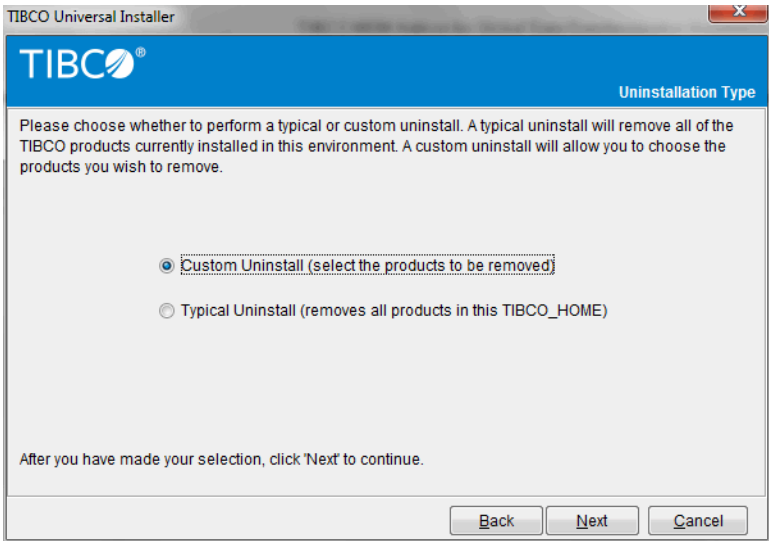 TIBCO Universal Installer
TIBCO®
Uninstallation Type
Please choose whether to perform a typical or custom uninstall. A typical uninstall will remove all of the
TIBCO products currently installed in this environment. A custom uninstall will allow you to choose the
products you wish to remove.
Custom Uninstall (select the products to be removed)
Typical Uninstall (removes all products in this TIBCO_HOME)
After you have made your selection, click 'Next' to continue.
Back Next Cancel